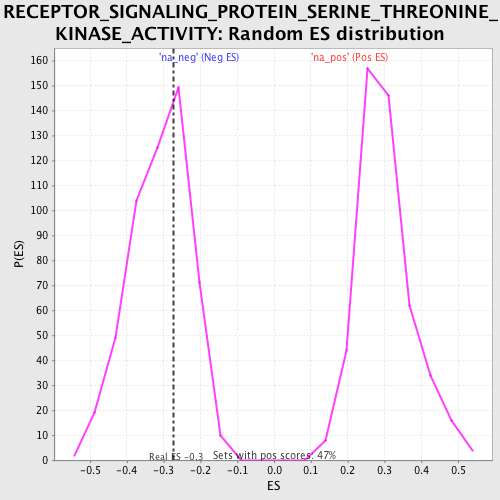 RECEPTOR_SIGNALING_PROTEIN_SERINE_THREONINE_
KINASE_ACTIVITY: Random ES distribution
'na_neg' (Neg ES) 'na_pos' (Pos ES)
160
150
140
130
120
110
100
90
80
70
60
50
40
30
20
10
0
P(ES)
Real ES -0.3 Sets with pos scores: 47%
-0.5 -0.4 -0.3 -0.2 -0.1 0.0 0.1 0.2 0.3 0.4 0.5
ES